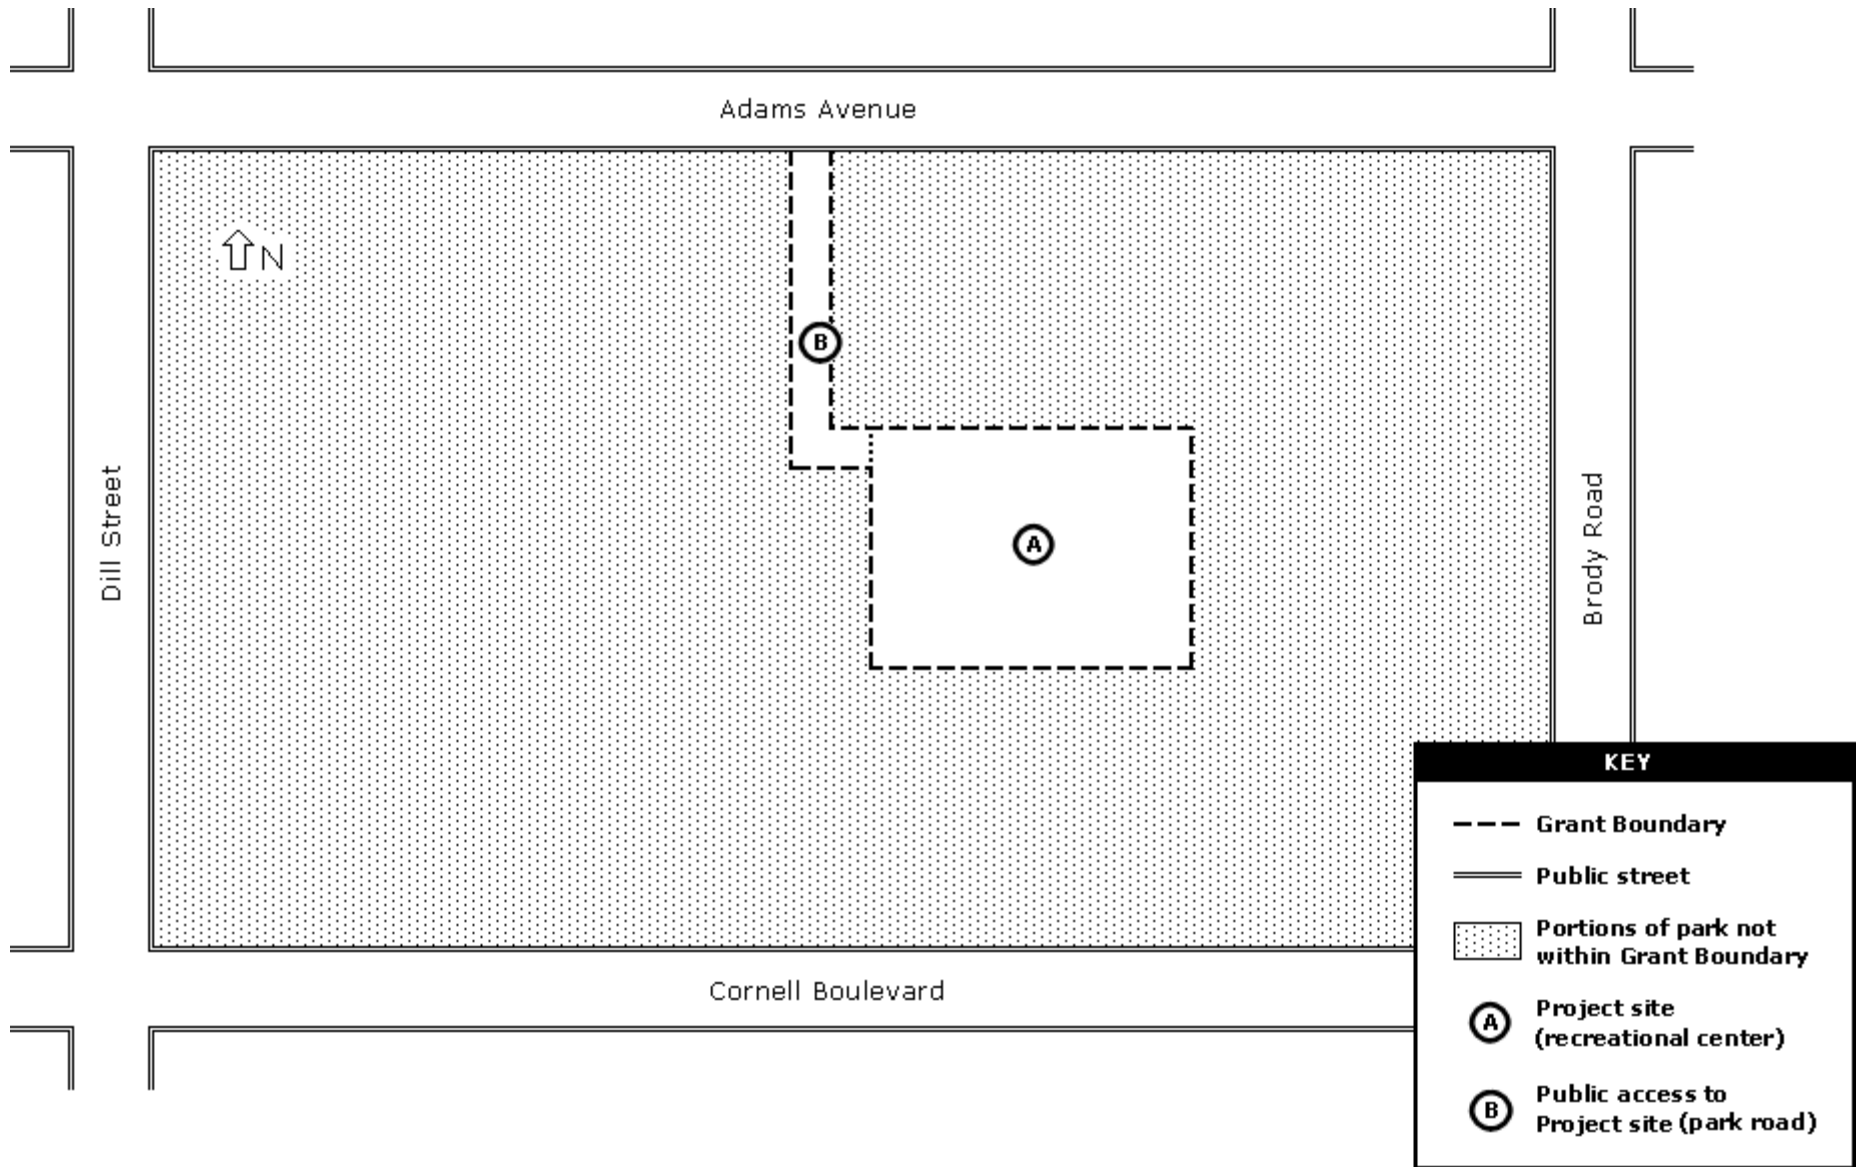 Adams Avenue
N
B
Dill Street
A
Brody Road
Cornell Boulevard
KEY
Grant Boundary
Public street
Portions of park not
within Grant Boundary
A
Project site
(recreational center)
B
Public access to
Project site (park road)